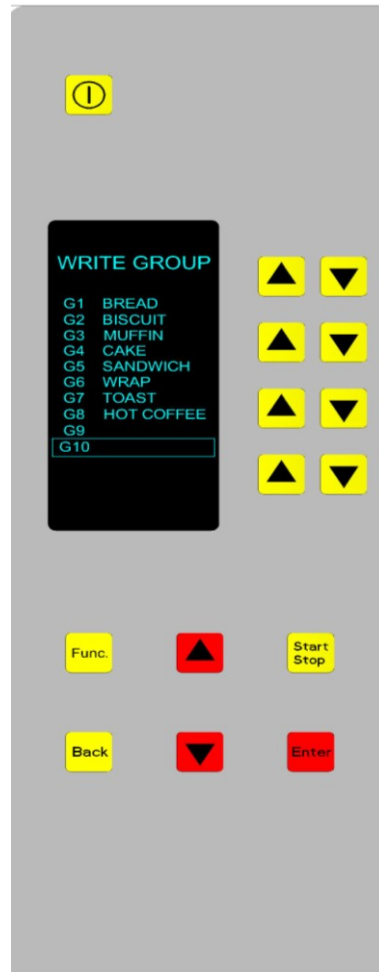 WRITE GROUP
G1 BREAD
G2 BISCUIT
G3 MUFFIN
G4 CAKE
G5 SANDWICH
G6 WRAP
G7 TOAST
G8 HOT COFFEE
G9
G10
Func.
Start
Stop
Back
Enter